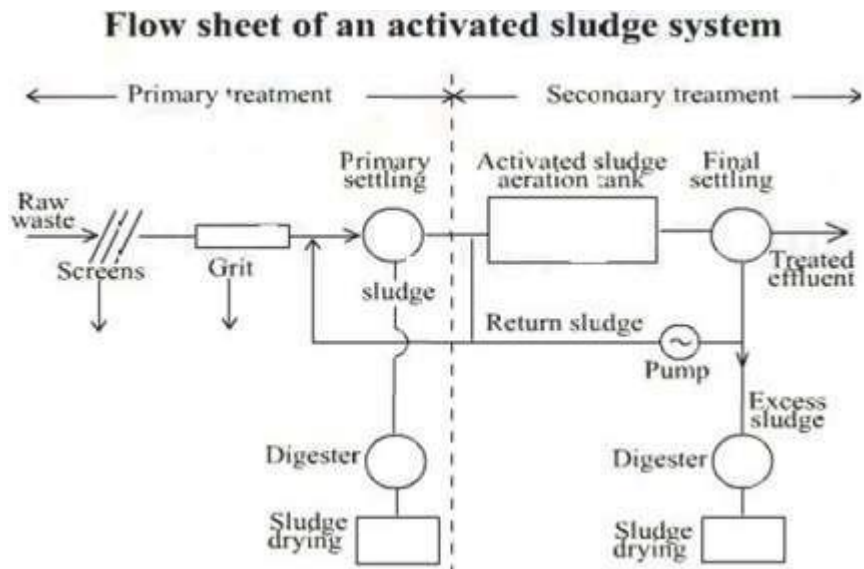 Flow sheet of an activated sludge system
Primary treatment
Secondary treatment
Primary
settling
Activated sludge
aeration tank
Final
settling
Raw
waste
Screens
Grit
sludge
Treated
effluent
Return sludge
Pump
Excess
sludge
Digester
Digester
Sludge
drying
Sludge
drying